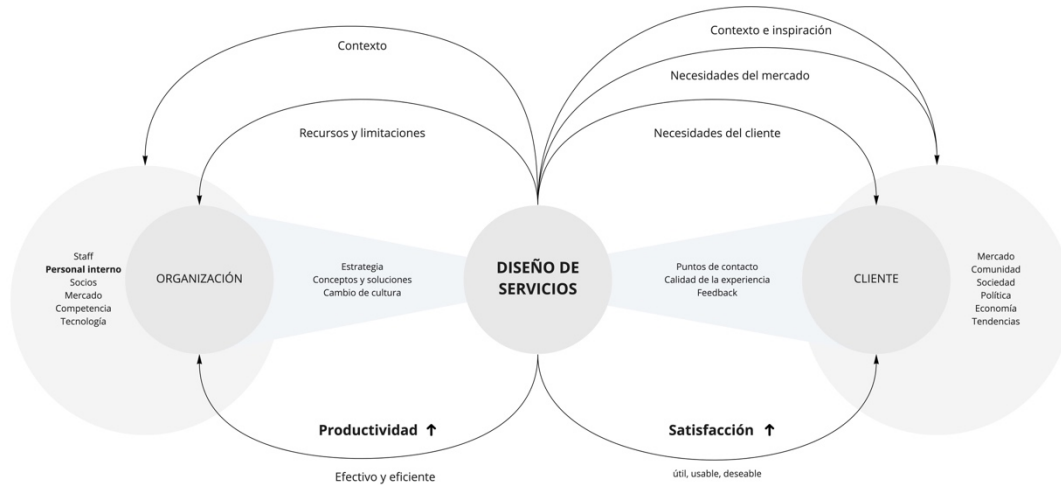 Contexto
Contexto e inspiración
Necesidades del mercado
Recursos y limitaciones
Necesidades del cliente
Staff
Personal interno
Socios
Mercado
Competencia
Tecnología
ORGANIZACIÓN
Estrategia
Conceptos y soluciones
Cambio de cultura
DISEÑO DE
SERVICIOS
Puntos de contacto
Calidad de la experiencia
Feedback
CLIENTE
Mercado
Comunidad
Sociedad
Política
Economía
Tendencias
Productividad ↑
Efectivo y eficiente
Satisfacción ↑
útil, usable, deseable